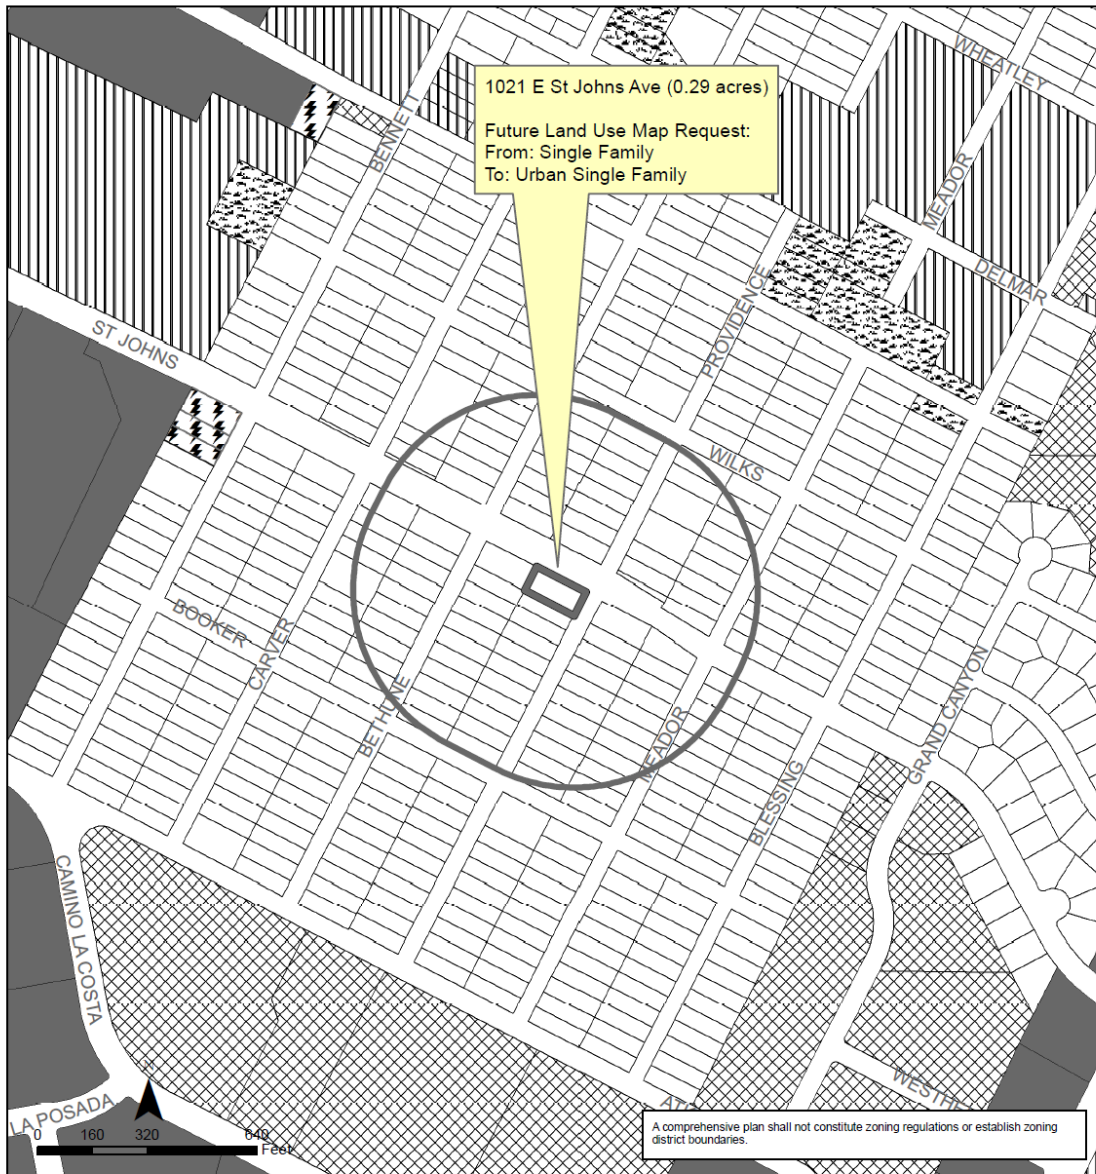 WHEATLEY
1021 E St Johns Ave (0.29 acres)
Future Land Use Map Request:
From: Single Family
To: Urban Single Family
BENNETT
MEADOR
DELMAR
PROVIDENCE
ST JOHNS
WILKS
BOOKER
CARVER
BETHUNE
MEADOR
GRAND CANYON
BLESSING
CAMINO LA COSTA
LA POSADA
0 160 320 640
Feet
A comprehensive plan shall not constitute zoning regulations or establish zoning
district boundaries.